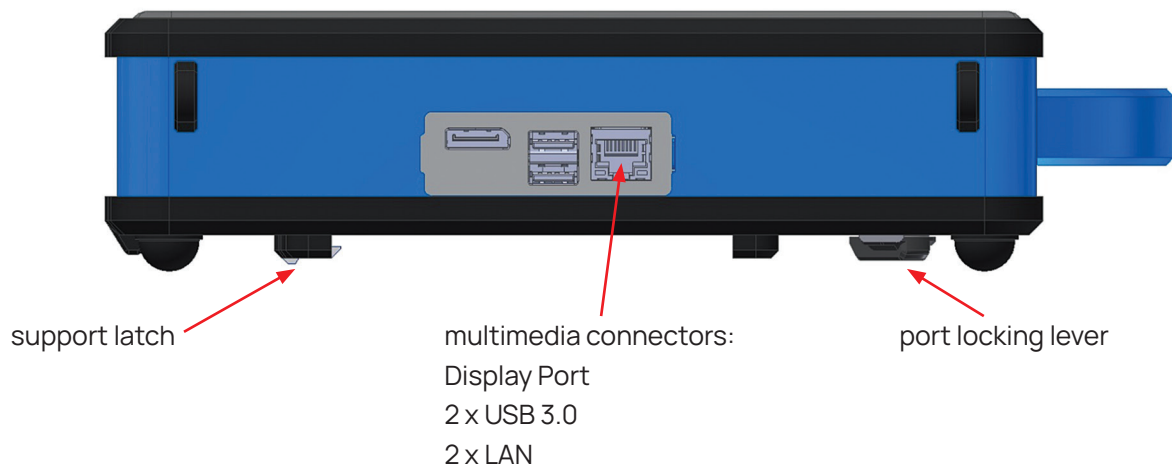 support latch
multimedia connectors:
Display Port
2 x USB 3.0
2 x LAN
port locking lever